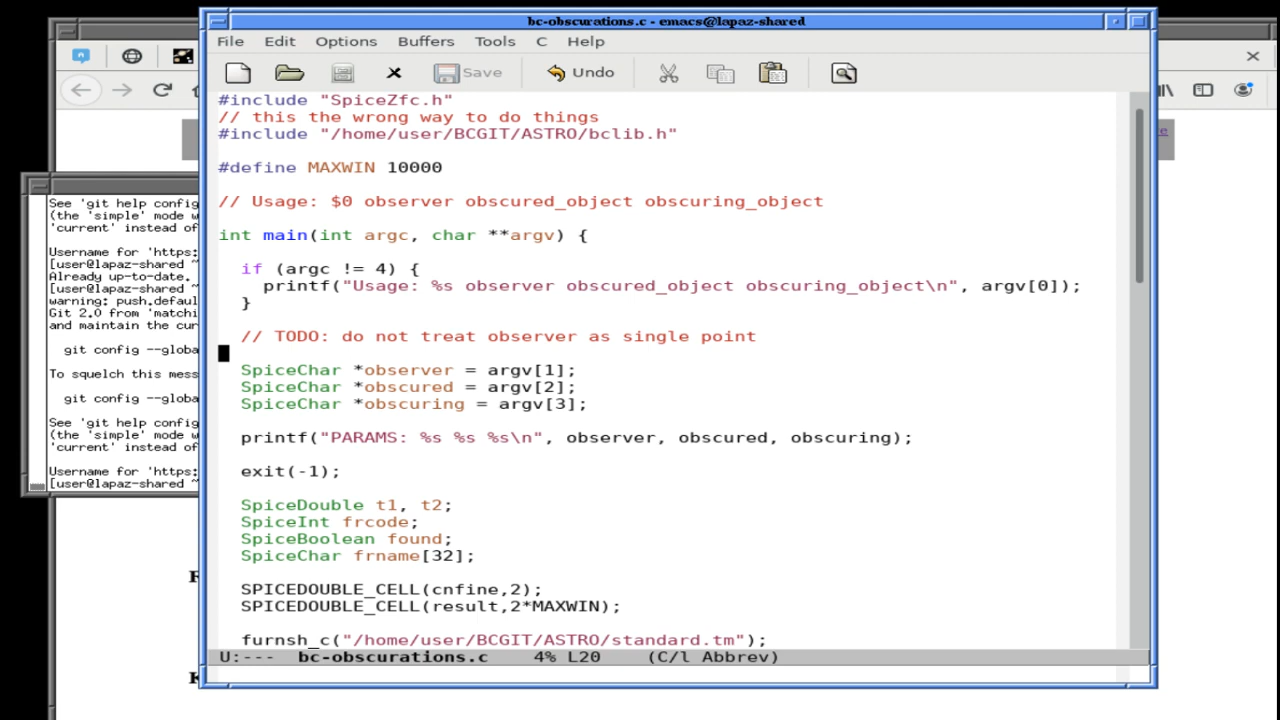 bc-obscurations.c - emacs@lapaz-shared
File Edit Options Buffers Tools C Help
Save Undo
#include "SpiceZfc.h"
// this the wrong way to do things
#include "/home/user/BCGIT/ASTRO/bclib.h"
#define MAXWIN 10000
// Usage: $0 observer obscured_object obscuring_object
int main(int argc, char **argv) {
if (argc != 4) {
printf("Usage: %s observer obscured_object obscuring_object\n", argv[0]);
}
// TODO: do not treat observer as single point
SpiceChar *observer = argv[1];
SpiceChar *obscured = argv[2];
SpiceChar *obscuring = argv[3];
printf("PARAMS: %s %s %s\n", observer, obscured, obscuring);
exit(-1);
SpiceDouble t1, t2;
SpiceInt frcode;
SpiceBoolean found;
SpiceChar frname[32];
SPICEDOUBLE_CELL(cnfine,2);
SPICEDOUBLE_CELL(result,2*MAXWIN);
furnsh_c("/home/user/BCGIT/ASTRO/standard.tm");
U:--- bc-obscurations.c 4% L20 (C/l Abbrev)
See 'git help config
(the 'simple' mode w
'current' instead of
Username for 'https:
[user@lapaz-shared ~
Already up-to-date.
[user@lapaz-shared ~
warning: push.defaul
Git 2.0 from 'matchi
and maintain the cur
git config --globa
To squelch this mess
git config --globa
See 'git help config
(the 'simple' mode w
'current' instead of
Username for 'https:
[user@lapaz-shared ~